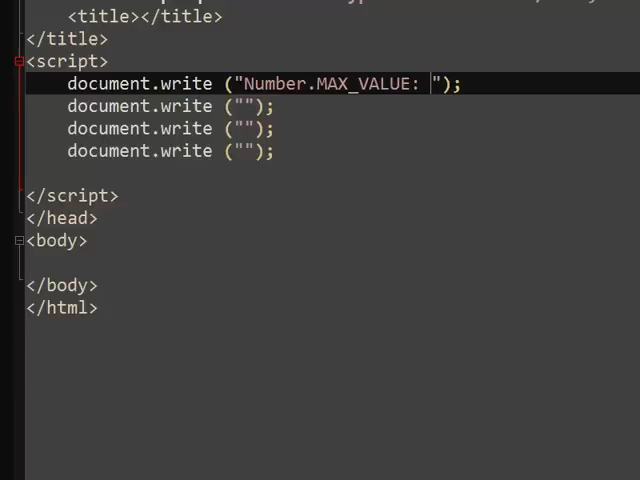 <title></title>
</title>
<script>
document.write ("Number.MAX_VALUE: ");
document.write ("");
document.write ("");
document.write ("");
</script>
</head>
<body>
</body>
</html>